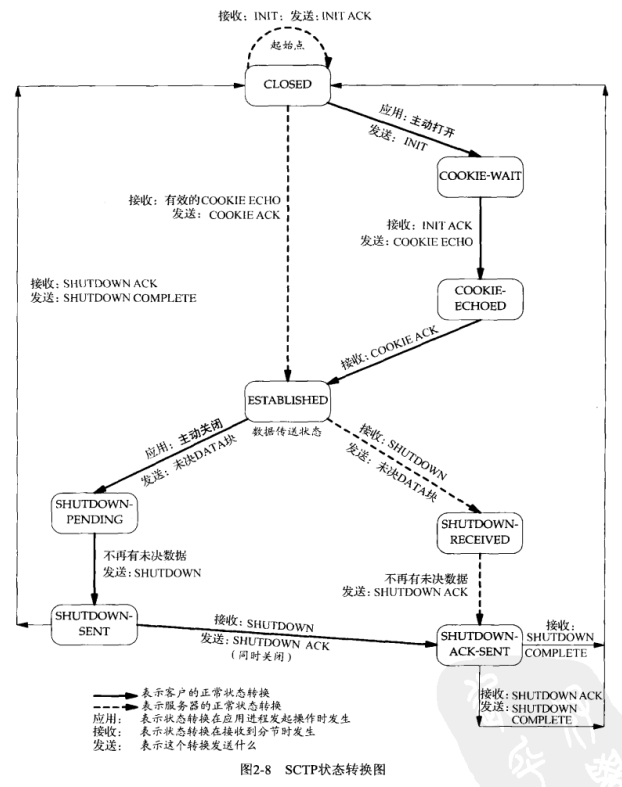 接收：INIT；发送：INIT ACK
起始点
CLOSED
应用：主动打开
发送：INIT
COOKIE-WAIT
接收：有效的COOKIE ECHO
发送：COOKIE ACK
接收：INIT ACK
发送：COOKIE ECHO
接收：SHUTDOWN ACK
发送：SHUTDOWN COMPLETE
COOKIE-
ECHOED
接收：COOKIE ACK
ESTABLISHED
数据传送状态
应用：主动关闭
发送：未决DATA块
接收：SHUTDOWN
发送：未决DATA块
SHUTDOWN-
PENDING
SHUTDOWN-
RECEIVED
不再有未决数据
发送：SHUTDOWN
不再有未决数据
发送：SHUTDOWN ACK
SHUTDOWN-
SENT
接收：SHUTDOWN
发送：SHUTDOWN ACK
（同时关闭）
SHUTDOWN-
ACK-SENT
接收：
SHUTDOWN
COMPLETE
接收：SHUTDOWN ACK
发送：SHUTDOWN
COMPLETE
表示客户的正常状态转换
表示服务器的正常状态转换
应用： 表示状态转换在应用进程发起操作时发生
接收： 表示状态转换在接收到分节时发生
发送： 表示这个转换发送什么
图2-8 SCTP状态转换图